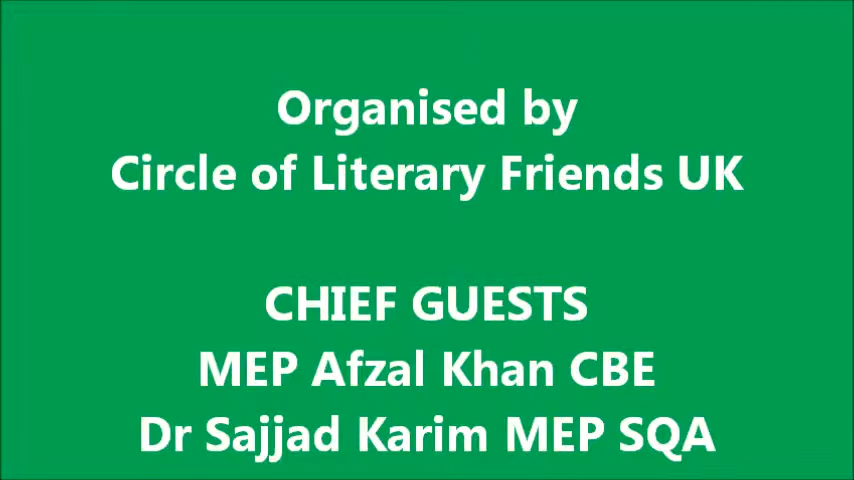 Organised by
Circle of Literary Friends UK
CHIEF GUESTS
MEP Afzal Khan CBE
Dr Sajjad Karim MEP SQA